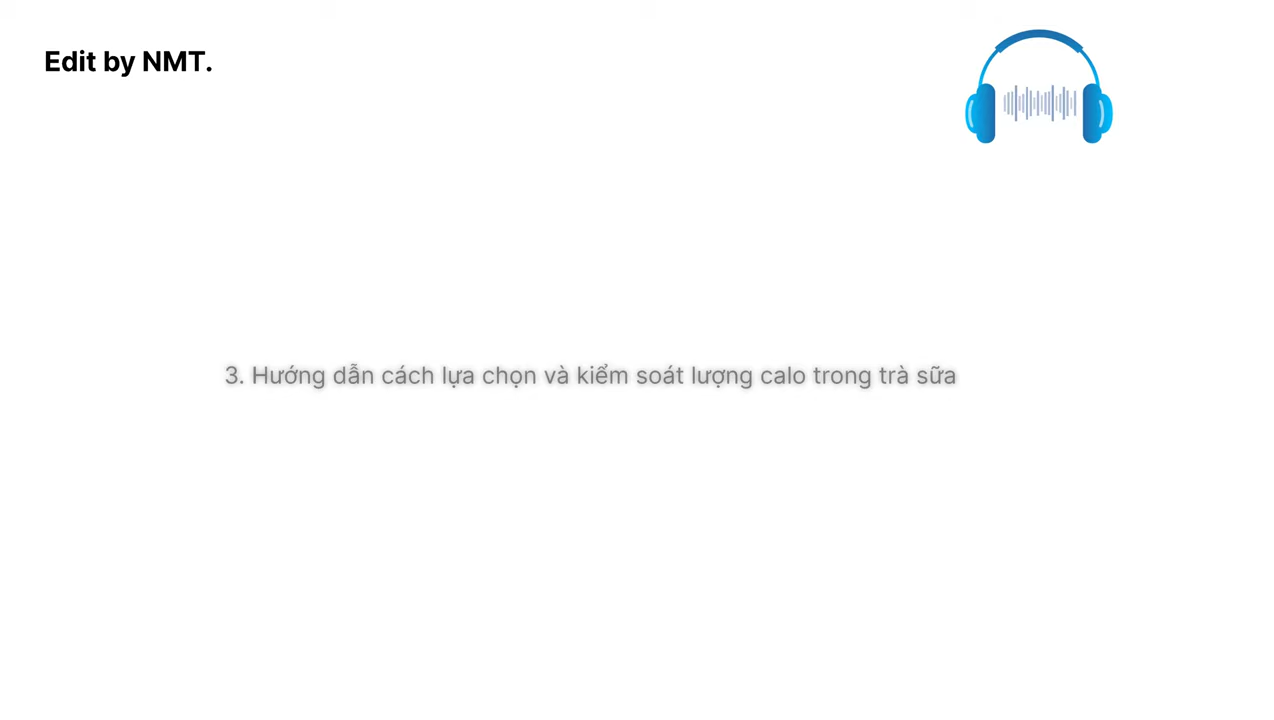 Edit by NMT.
3. Hướng dẫn cách lựa chọn và kiểm soát lượng calo trong trà sữa